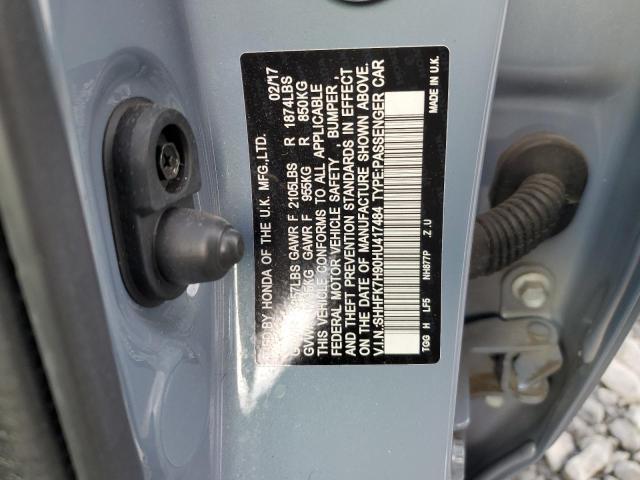 BY HONDA OF THE U.K. MFG.,LTD. 02/'17
LBS GAWR F 2105LBS R 1874LBS
KG GAWR F 955KG R 850KG
THIS VEHICLE CONFORMS TO ALL APPLICABLE
FEDERAL MOTOR VEHICLE SAFETY , BUMPER ,
AND THEFT PREVENTION STANDARDS IN EFFECT
ON THE DATE OF MANUFACTURE SHOWN ABOVE.
V.I.N.:SHHFK7H90HU417484 TYPE:PASSENGER CAR
TGG H LF5 NH877P .Z .U MADE IN U.K.